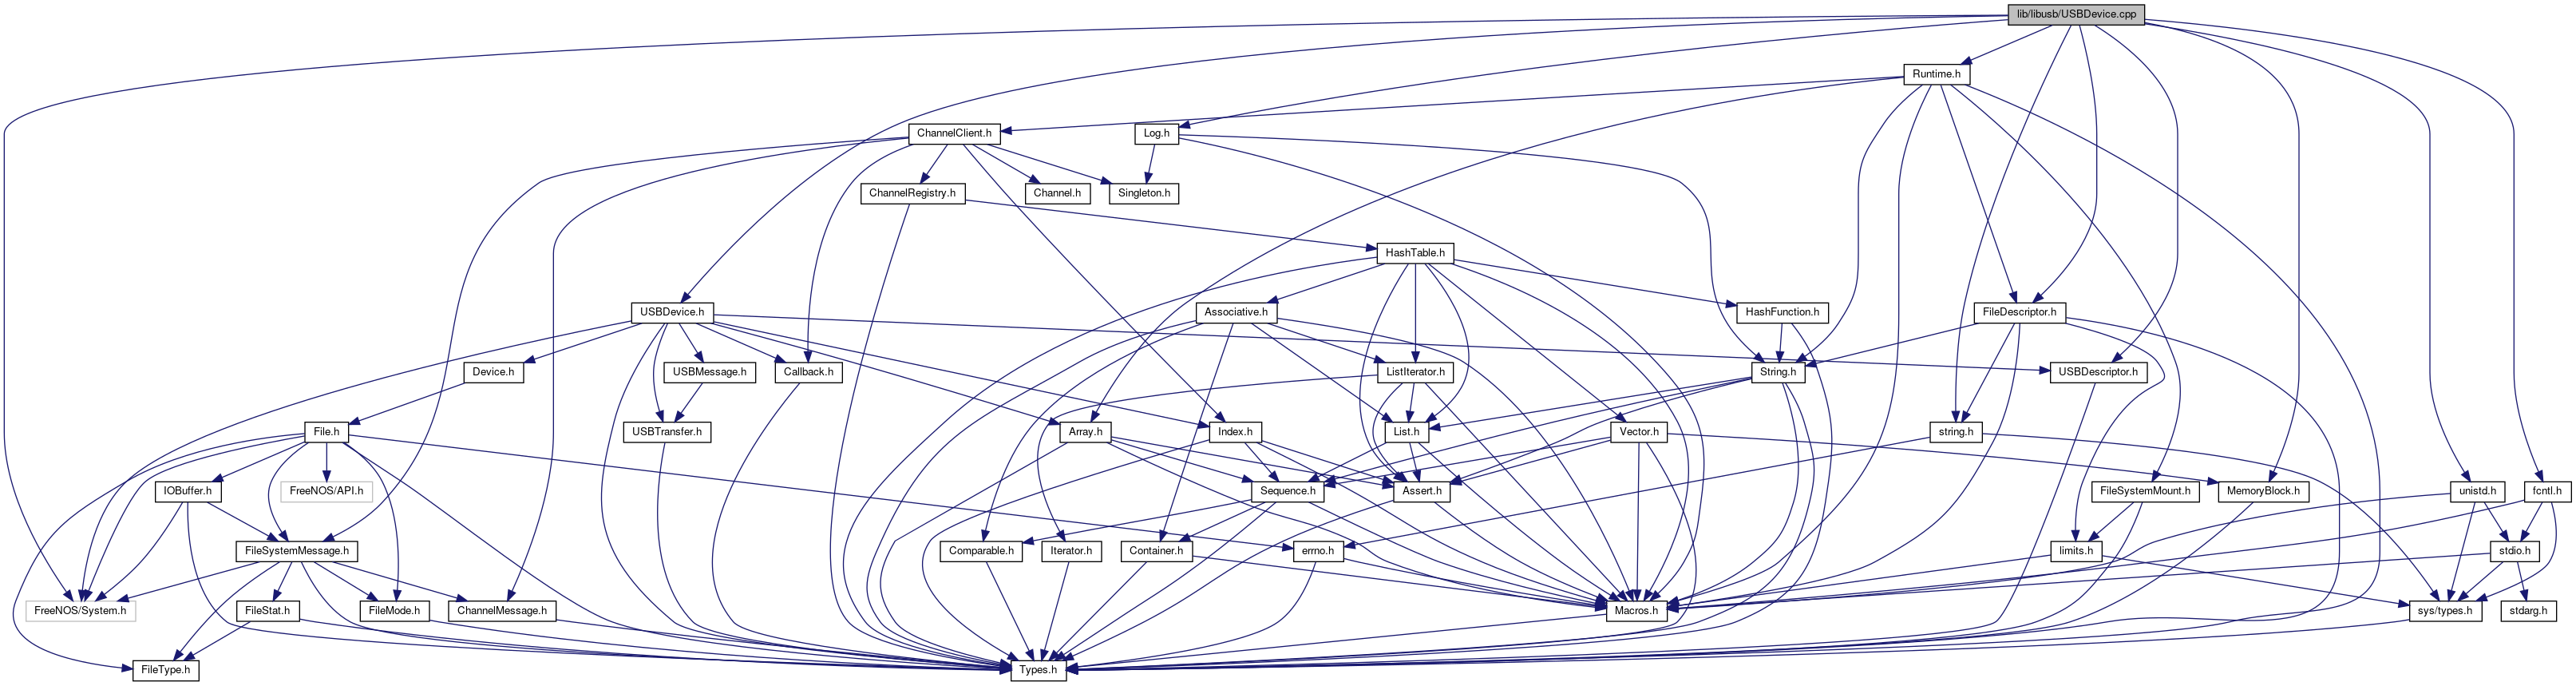 lib/libusb/USBDevice.cpp
Runtime.h
ChannelClient.h
Log.h
ChannelRegistry.h
Channel.h
Singleton.h
HashTable.h
USBDevice.h
Associative.h
HashFunction.h
FileDescriptor.h
Device.h
USBMessage.h
Callback.h
ListIterator.h
String.h
USBDescriptor.h
File.h
USBTransfer.h
Array.h
Index.h
List.h
Vector.h
string.h
IOBuffer.h
FreeNOS/API.h
Sequence.h
Assert.h
FileSystemMount.h
MemoryBlock.h
unistd.h
fcntl.h
FileSystemMessage.h
Comparable.h
Iterator.h
Container.h
errno.h
limits.h
stdio.h
FreeNOS/System.h
FileStat.h
FileMode.h
ChannelMessage.h
Macros.h
sys/types.h
stdarg.h
FileType.h
Types.h